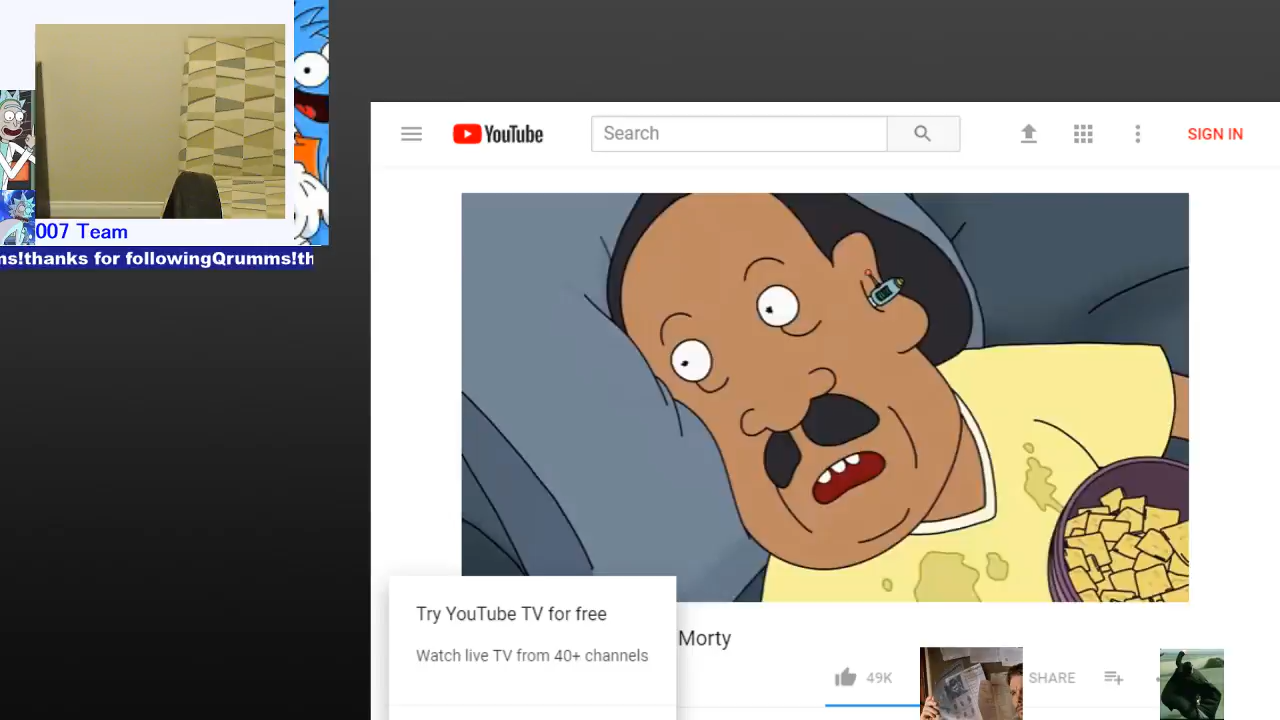 YouTube
Search
SIGN IN
007 Team
ms!thanks for followingQrumms!th
Try YouTube TV for free
Watch live TV from 40+ channels
Morty
49K
SHARE